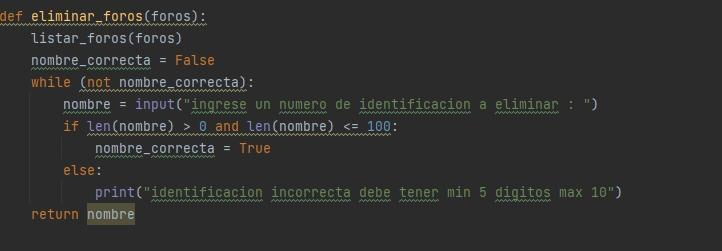 def eliminar_foros(foros):
listar_foros(foros)
nombre_correcta = False
while (not nombre_correcta):
nombre = input("ingrese un numero de identificacion a eliminar : ")
if len(nombre) > 0 and len(nombre) <= 100:
nombre_correcta = True
else:
print("identificacion incorrecta debe tener min 5 digitos max 10")
return nombre